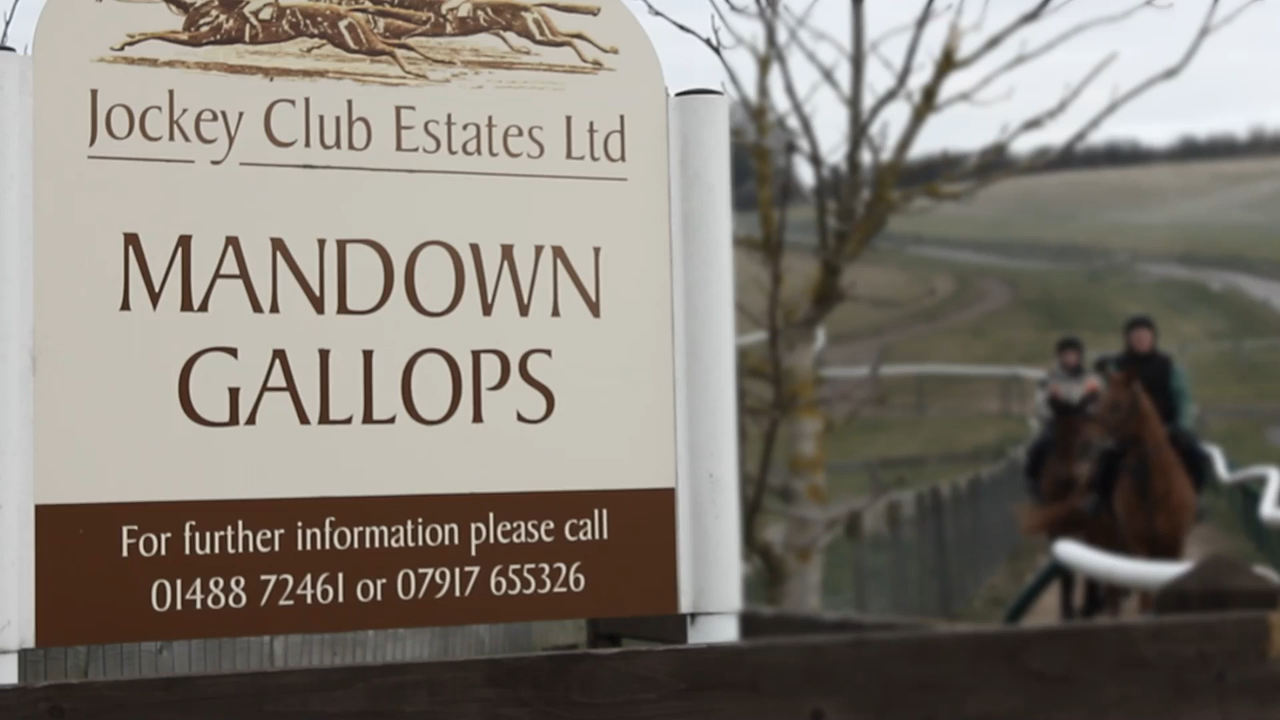 Jockey Club Estates Ltd
MANDOWN
GALLOPS
For further information please call
01488 72461 or 07917 655326